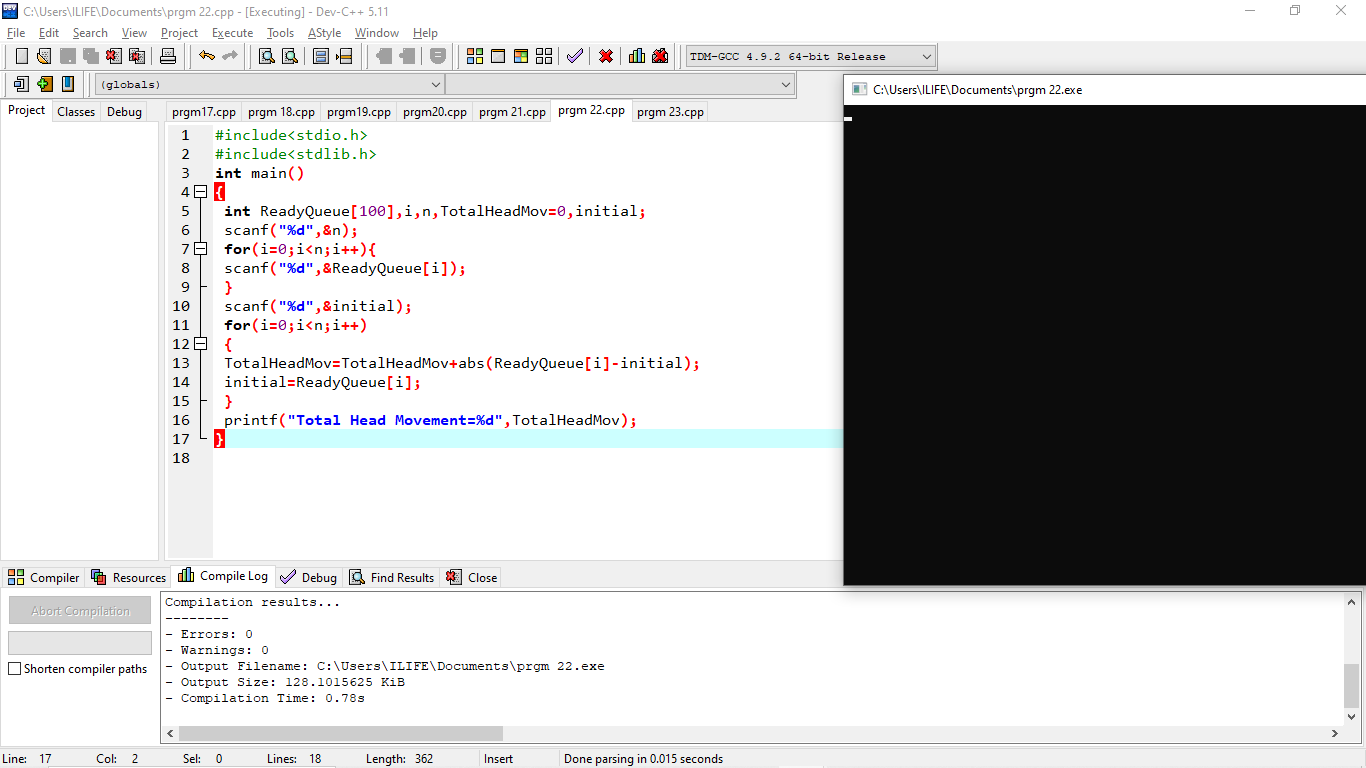 C:\Users\ILIFE\Documents\prgm 22.cpp - [Executing] - Dev-C++ 5.11
File Edit Search View Project Execute Tools AStyle Window Help
TDM-GCC 4.9.2 64-bit Release
(globals)
Project Classes Debug
prgm17.cpp prgm 18.cpp prgm19.cpp prgm20.cpp prgm 21.cpp prgm 22.cpp prgm 23.cpp
C:\Users\ILIFE\Documents\prgm 22.exe
1 #include<stdio.h>
2 #include<stdlib.h>
3 int main()
4 {
5 int ReadyQueue[100],i,n,TotalHeadMov=0,initial;
6 scanf("%d",&n);
7 for(i=0;i<n;i++){
8 scanf("%d",&ReadyQueue[i]);
9 }
10 scanf("%d",&initial);
11 for(i=0;i<n;i++)
12 {
13 TotalHeadMov=TotalHeadMov+abs(ReadyQueue[i]-initial);
14 initial=ReadyQueue[i];
15 }
16 printf("Total Head Movement=%d",TotalHeadMov);
17 }
18
Compiler Resources Compile Log Debug Find Results Close
Abort Compilation
Shorten compiler paths
Compilation results...
--------
- Errors: 0
- Warnings: 0
- Output Filename: C:\Users\ILIFE\Documents\prgm 22.exe
- Output Size: 128.1015625 KiB
- Compilation Time: 0.78s
Line: 17 Col: 2 Sel: 0 Lines: 18 Length: 362 Insert Done parsing in 0.015 seconds